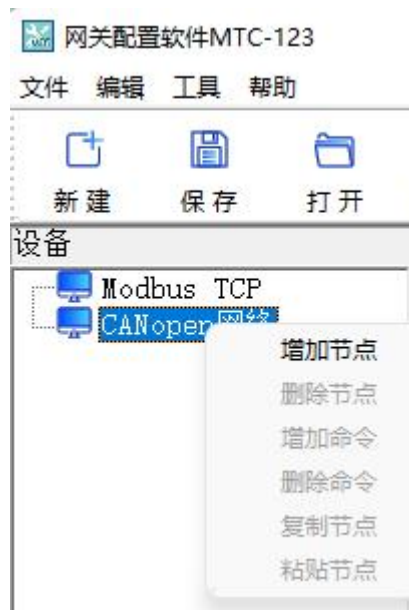 网关配置软件MTC-123
文件 编辑 工具 帮助
新建 保存 打开
设备
Modbus TCP
CANopen网络
增加节点
删除节点
增加命令
删除命令
复制节点
粘贴节点